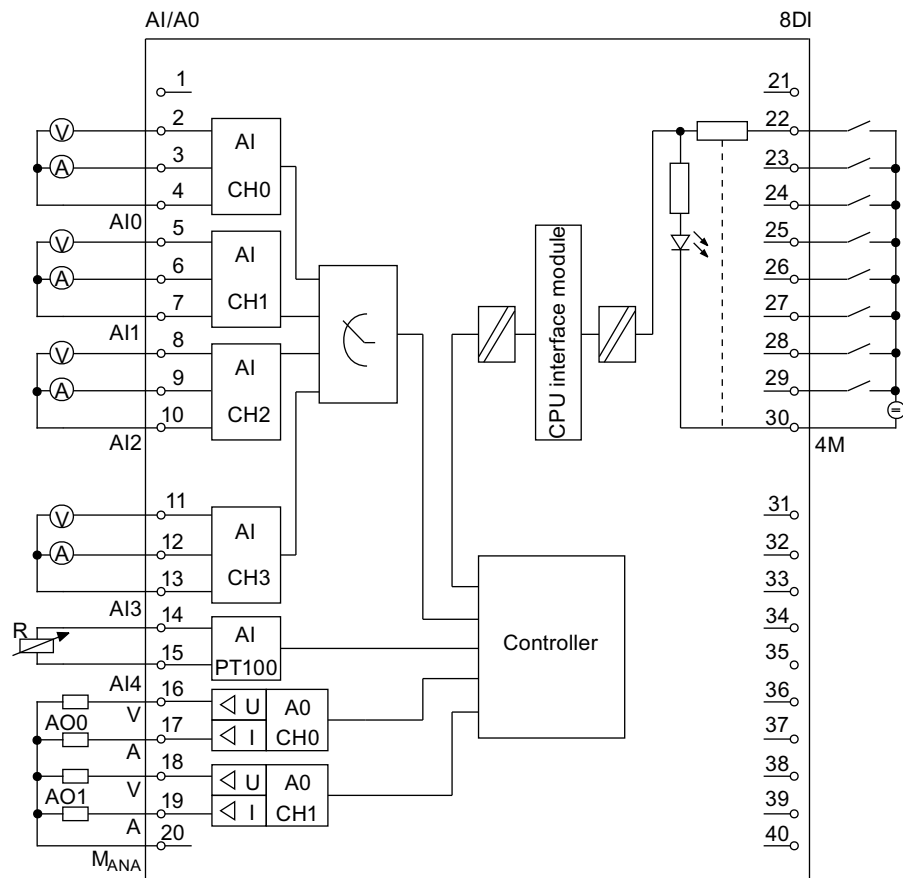 AI/A0
8DI
1
21
V
2
AI
22
A
3
CH0
23
4
24
AI0
V
5
AI
25
A
6
CH1
26
7
27
AI1
V
8
AI
28
A
9
CH2
29
10
30
AI2
4M
=
CPU interface module
V
11
AI
31
A
12
CH3
32
13
33
AI3
14
AI
34
R
15
PT100
35
AI4
Controller
16
U
A0
36
V
AO0
17
I
CH0
37
A
18
U
A0
38
V
AO1
19
I
CH1
39
A
20
40
MANA